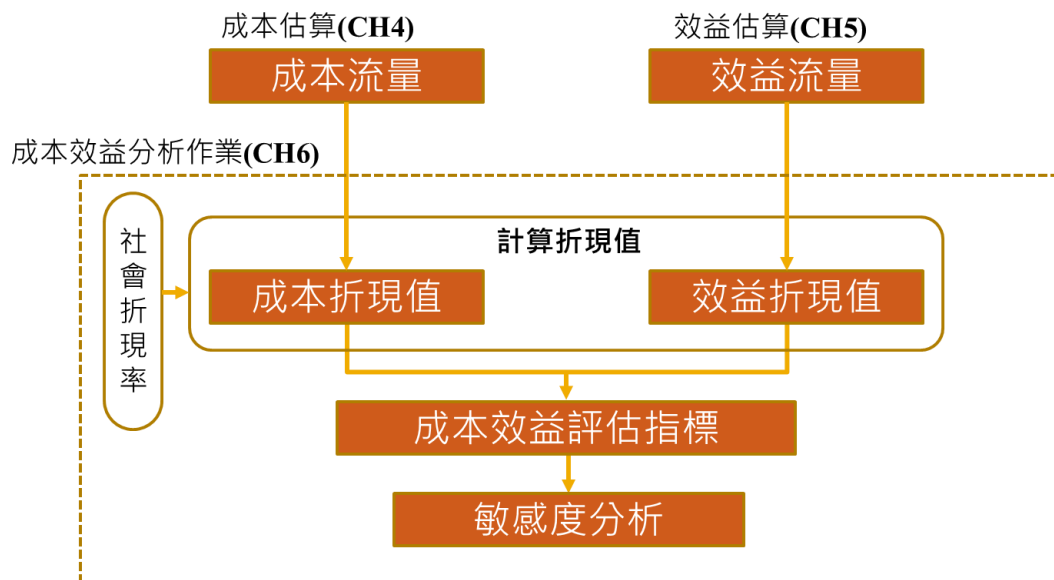 成本估算(CH4)
效益估算(CH5)
成本流量
效益流量
成本效益分析作業(CH6)
社會折現率
計算折現值
成本折現值
效益折現值
成本效益評估指標
敏感度分析